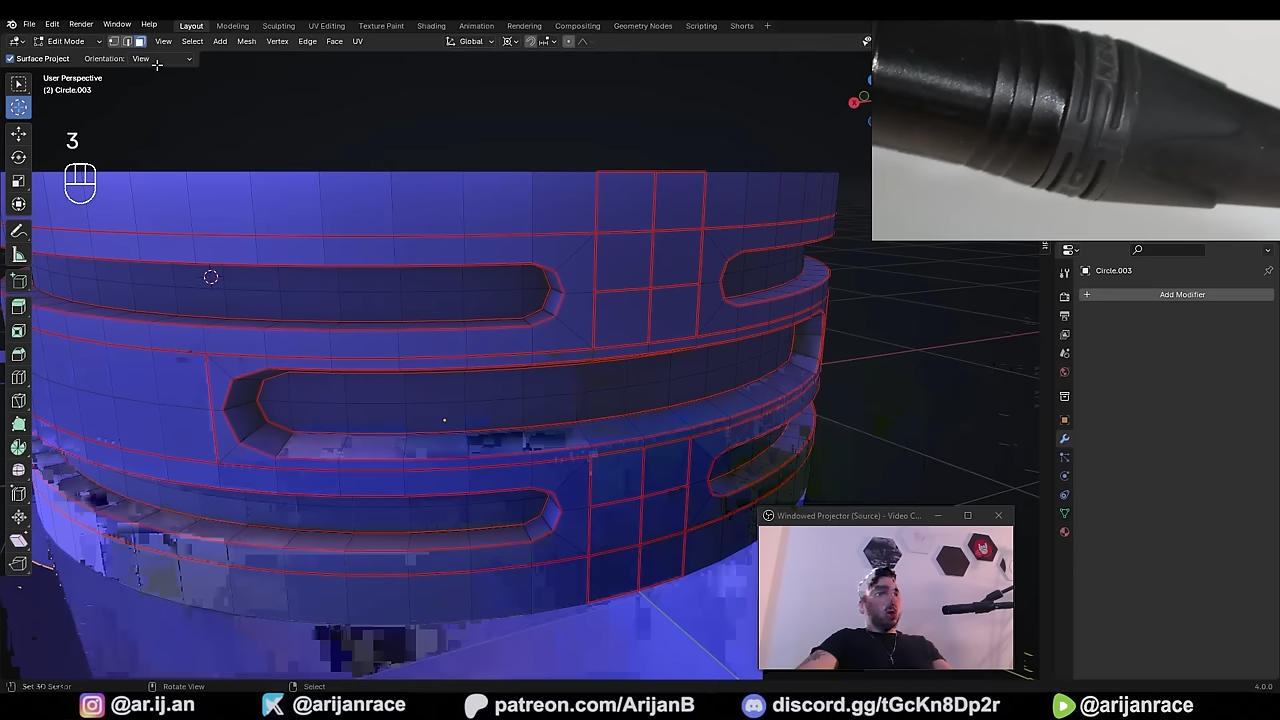 File Edit Render Window Help
Layout Modeling Sculpting UV Editing Texture Paint Shading Animation Rendering Compositing Geometry Nodes Scripting Shorts +
Edit Mode View Select Add Mesh Vertex Edge Face UV Global
Surface Project Orientation: View
User Perspective
(2) Circle.003
3
X
Circle.003
+ Add Modifier
Windowed Projector (Source) - Video C...
Set 3D Cursor Rotate View Select 4.0.0
@ar.ij.an @arijanrace patreon.com/ArijanB discord.gg/tGcKn8Dp2r @arijanrace